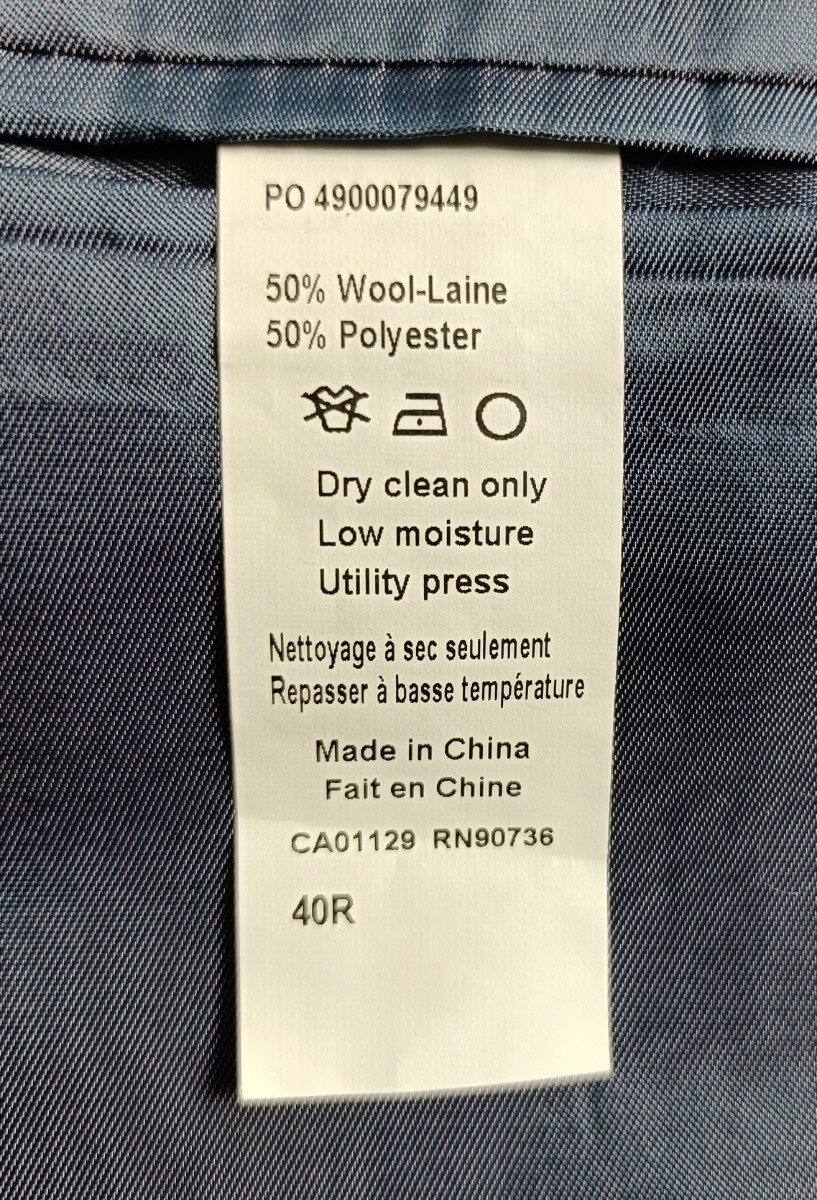 PO 4900079449
50% Wool-Laine
50% Polyester
Dry clean only
Low moisture
Utility press
Nettoyage à sec seulement
Repasser à basse température
Made in China
Fait en Chine
CA01129 RN90736
40R